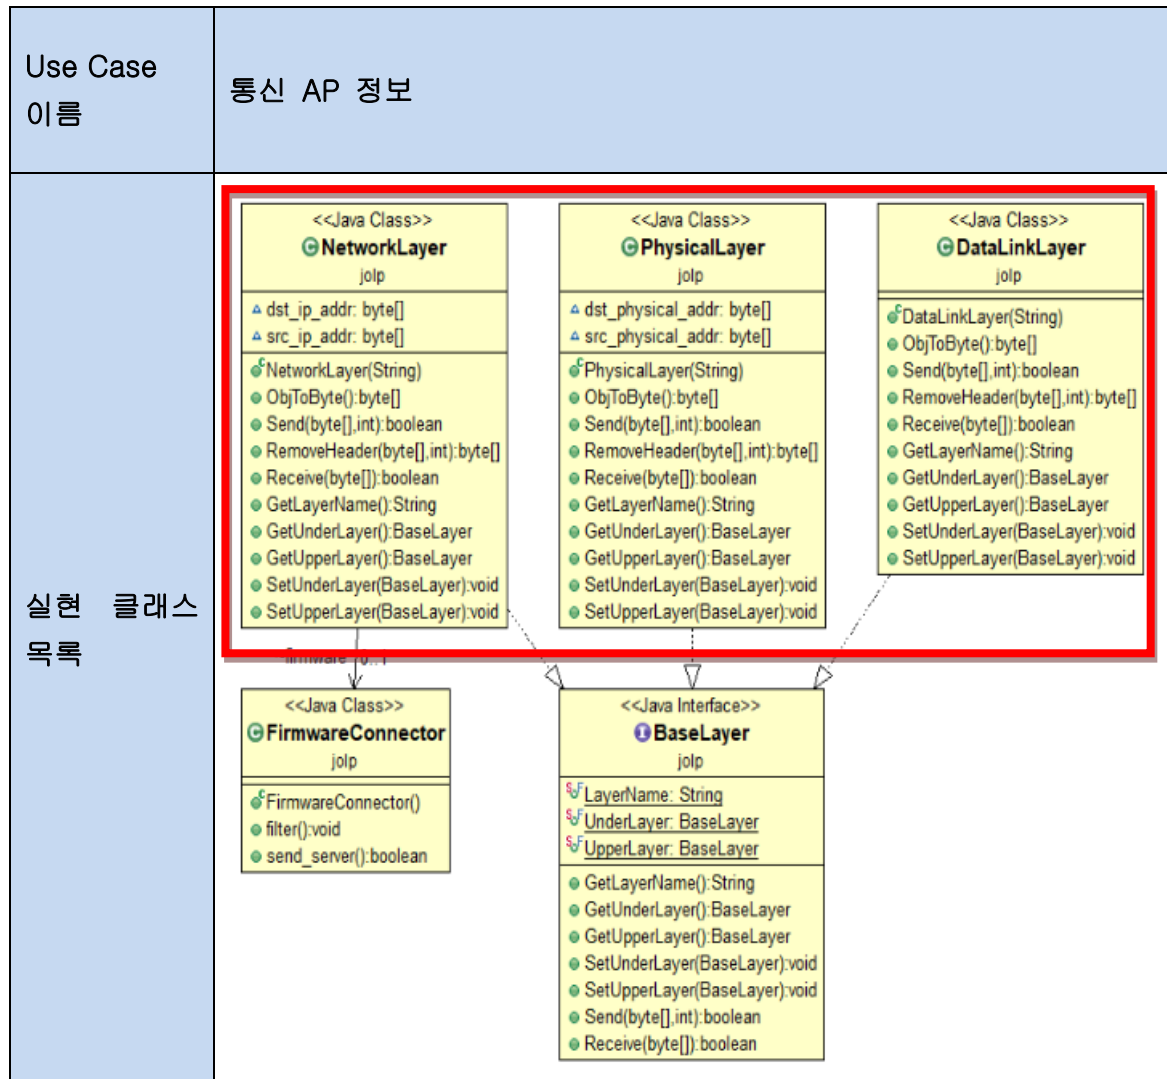 Use Case
이름
통신 AP 정보
실현 클래스
목록
<<Java Class>>
NetworkLayer
jolp
dst_ip_addr: byte[]
src_ip_addr: byte[]
NetworkLayer(String)
ObjToByte():byte[]
Send(byte[],int):boolean
RemoveHeader(byte[],int):byte[]
Receive(byte[]):boolean
GetLayerName():String
GetUnderLayer():BaseLayer
GetUpperLayer():BaseLayer
SetUnderLayer(BaseLayer):void
SetUpperLayer(BaseLayer):void
<<Java Class>>
PhysicalLayer
jolp
dst_physical_addr: byte[]
src_physical_addr: byte[]
PhysicalLayer(String)
ObjToByte():byte[]
Send(byte[],int):boolean
RemoveHeader(byte[],int):byte[]
Receive(byte[]):boolean
GetLayerName():String
GetUnderLayer():BaseLayer
GetUpperLayer():BaseLayer
SetUnderLayer(BaseLayer):void
SetUpperLayer(BaseLayer):void
<<Java Class>>
DataLinkLayer
jolp
DataLinkLayer(String)
ObjToByte():byte[]
Send(byte[],int):boolean
RemoveHeader(byte[],int):byte[]
Receive(byte[]):boolean
GetLayerName():String
GetUnderLayer():BaseLayer
GetUpperLayer():BaseLayer
SetUnderLayer(BaseLayer):void
SetUpperLayer(BaseLayer):void
<<Java Class>>
FirmwareConnector
jolp
FirmwareConnector()
filter():void
send_server():boolean
<<Java Interface>>
BaseLayer
jolp
LayerName: String
UnderLayer: BaseLayer
UpperLayer: BaseLayer
GetLayerName():String
GetUnderLayer():BaseLayer
GetUpperLayer():BaseLayer
SetUnderLayer(BaseLayer):void
SetUpperLayer(BaseLayer):void
Send(byte[],int):boolean
Receive(byte[]):boolean